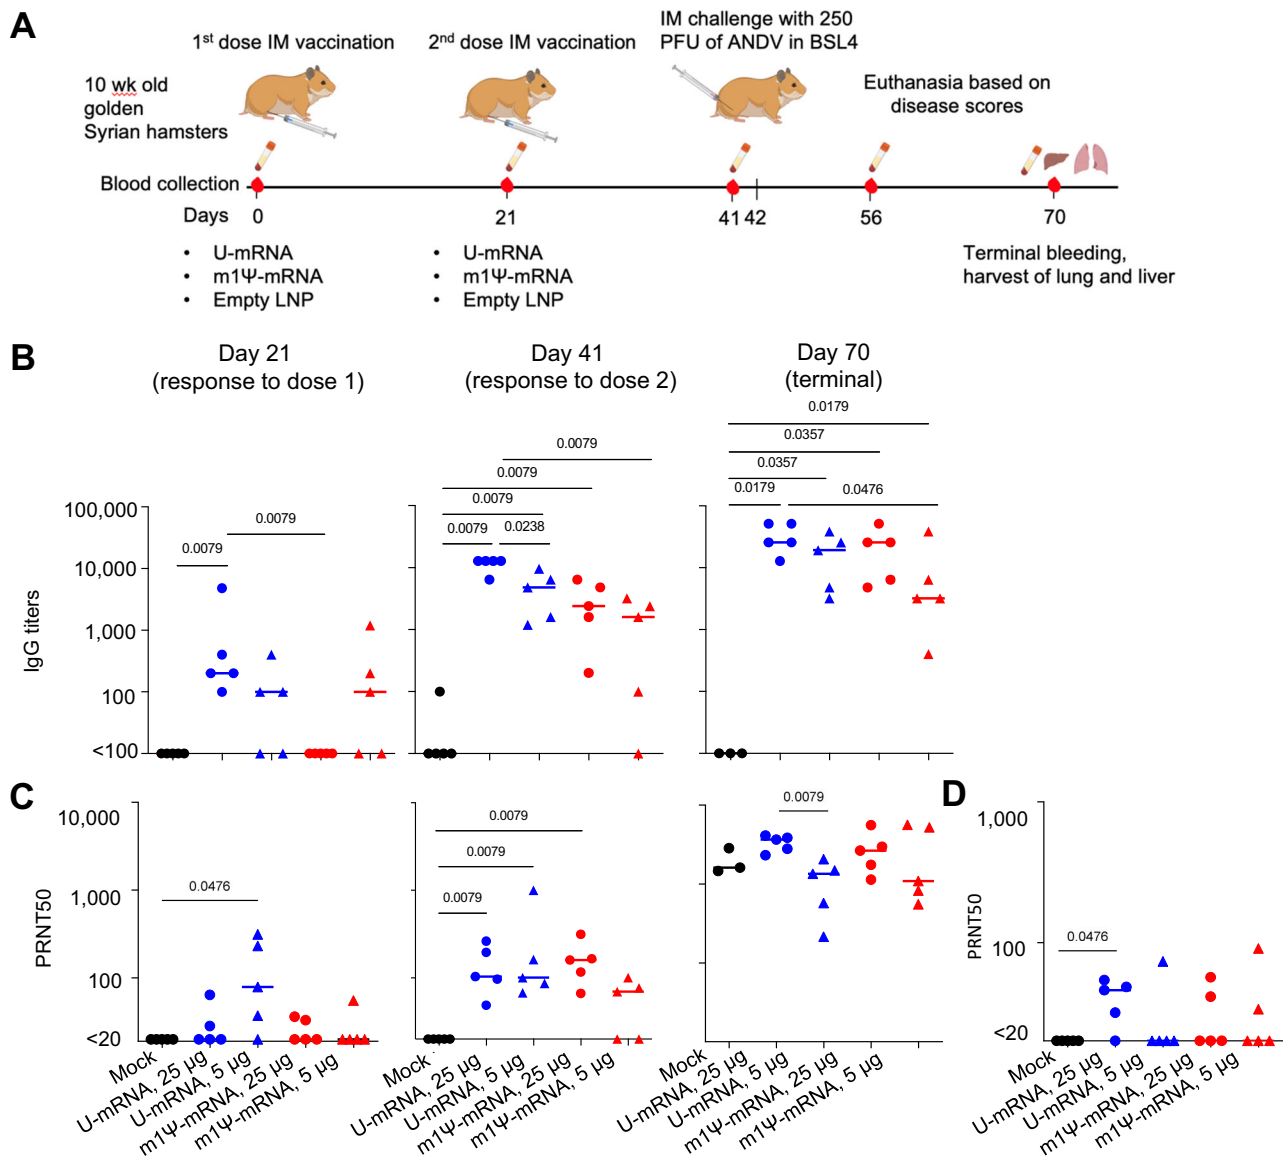 A
1st dose IM vaccination
2nd dose IM vaccination
IM challenge with 250
PFU of ANDV in BSL4
10 wk old
golden
Syrian hamsters
Euthanasia based on
disease scores
Blood collection
Days
0
21
41 42
56
70
• U-mRNA
• m1Ψ-mRNA
• Empty LNP
• U-mRNA
• m1Ψ-mRNA
• Empty LNP
Terminal bleeding,
harvest of lung and liver
B
Day 21
(response to dose 1)
Day 41
(response to dose 2)
Day 70
(terminal)
IgG titers
100,000
10,000
1,000
100
<100
0.0079
0.0079
0.0079
0.0079
0.0079
0.0079
0.0238
0.0179
0.0357
0.0357
0.0179
0.0476
C
PRNT50
10,000
1,000
100
<20
0.0476
0.0079
0.0079
0.0079
0.0079
Mock
U-mRNA, 25 µg
U-mRNA, 5 µg
m1Ψ-mRNA, 25 µg
m1Ψ-mRNA, 5 µg
Mock
U-mRNA, 25 µg
U-mRNA, 5 µg
m1Ψ-mRNA, 25 µg
m1Ψ-mRNA, 5 µg
Mock
U-mRNA, 25 µg
U-mRNA, 5 µg
m1Ψ-mRNA, 25 µg
m1Ψ-mRNA, 5 µg
D
PRNT50
1,000
100
<20
0.0476
Mock
U-mRNA, 25 µg
U-mRNA, 5 µg
m1Ψ-mRNA, 25 µg
m1Ψ-mRNA, 5 µg